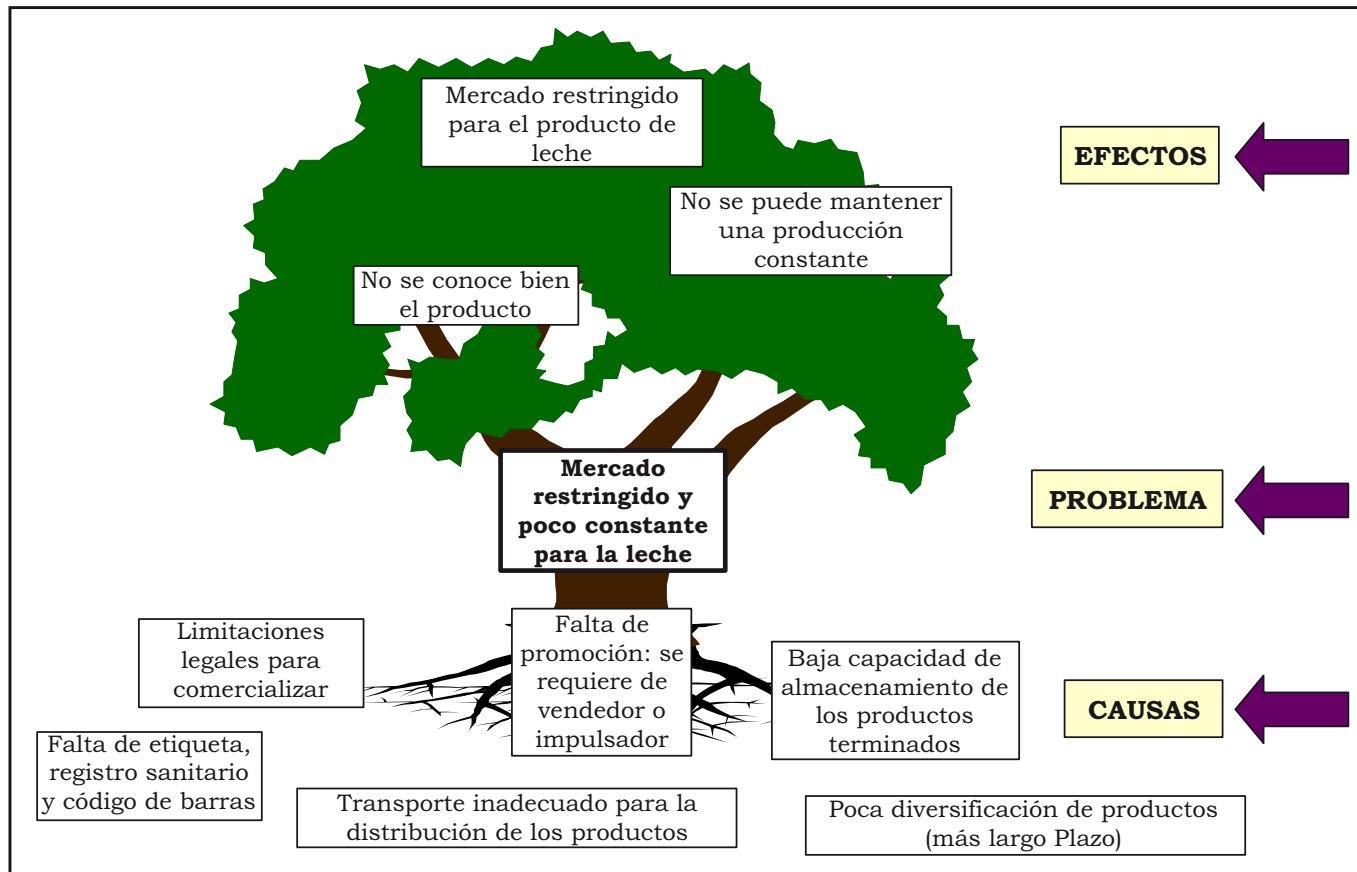 Mercado restringido
para el producto de
leche
EFECTOS
No se puede mantener
una producción
constante
No se conoce bien
el producto
Mercado
restringido y
poco constante
para la leche
PROBLEMA
Limitaciones
legales para
comercializar
Falta de
promoción: se
requiere de
vendedor o
impulsador
Baja capacidad de
almacenamiento de
los productos
terminados
CAUSAS
Falta de etiqueta,
registro sanitario
y código de barras
Transporte inadecuado para la
distribución de los productos
Poca diversificación de productos
(más largo Plazo)